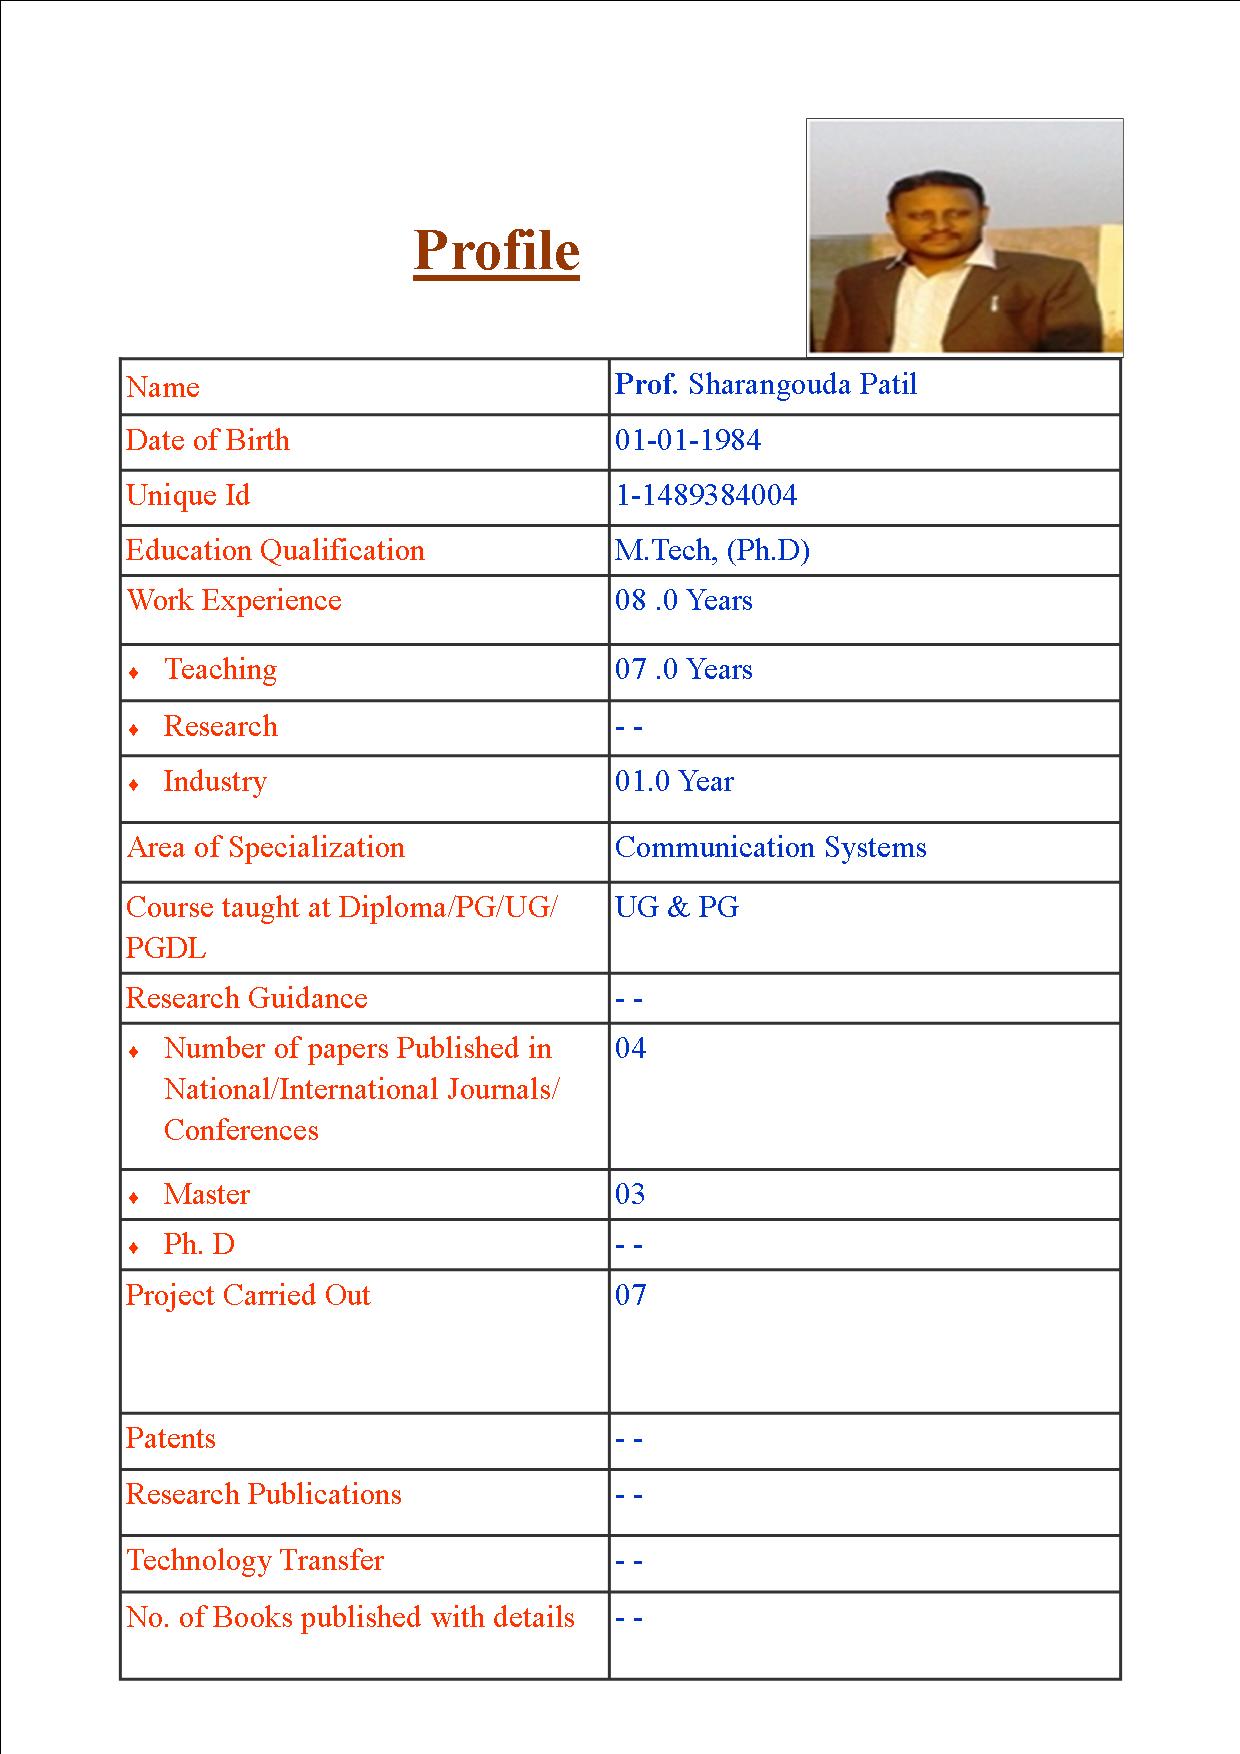 Profile
Name Prof. Sharangouda Patil
Date of Birth 01-01-1984
Unique Id 1-1489384004
Education Qualification M.Tech, (Ph.D)
Work Experience 08 .0 Years
♦ Teaching 07 .0 Years
♦ Research - -
♦ Industry 01.0 Year
Area of Specialization Communication Systems
Course taught at Diploma/PG/UG/ UG & PG
PGDL
Research Guidance - -
♦ Number of papers Published in 04
National/International Journals/
Conferences
♦ Master 03
♦ Ph. D - -
Project Carried Out 07
Patents - -
Research Publications - -
Technology Transfer - -
No. of Books published with details - -